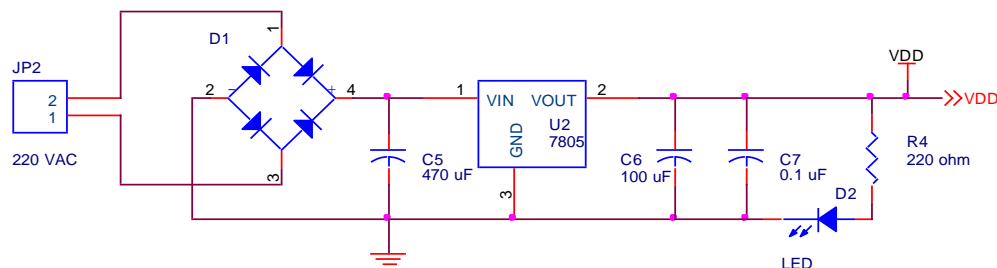 JP2
2
1
220 VAC
D1
1
2
-
+
4
3
1
VIN
VOUT
2
GND
U2
7805
3
C5
470 uF
C6
100 uF
C7
0.1 uF
VDD
VDD
R4
220 ohm
D2
LED